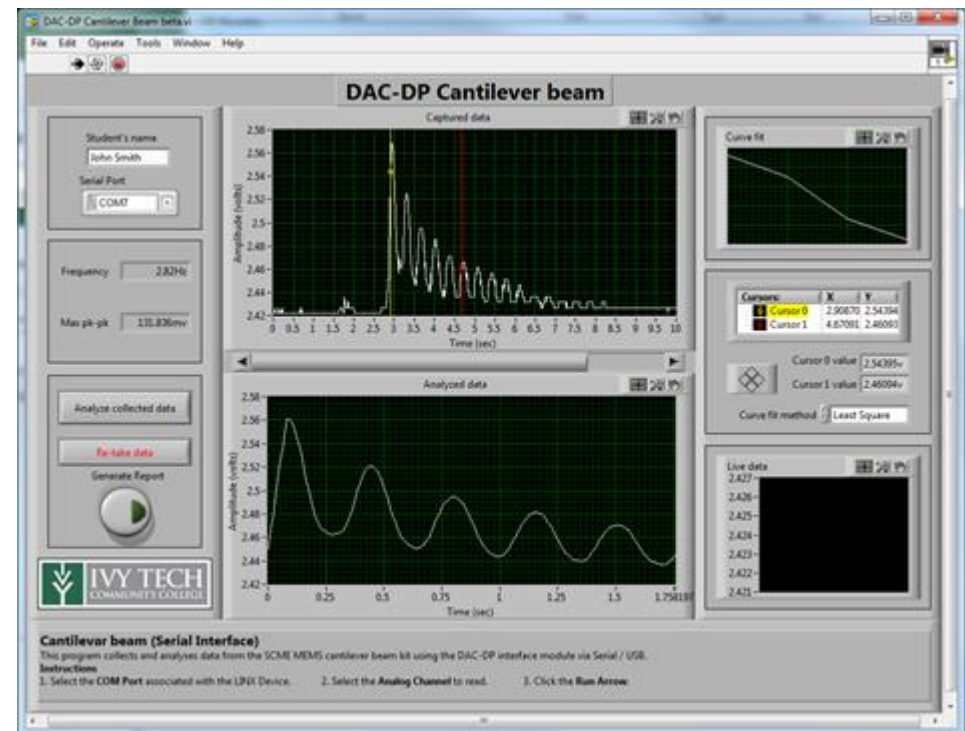 DAC-DP Cantilever Beam beta.vi
File Edit Operate Tools Window Help
DAC-DP Cantilever beam
Student's name
John Smith
Serial Port
COM7
Frequency 2.82Hz
Max pk-pk 131.836mv
Analyze collected data
Re-take data
Generate Report
IVY TECH
COMMUNITY COLLEGE
Captured data
Amplitude (volts)
2.58
2.56
2.54
2.52
2.5
2.48
2.46
2.44
2.42
0 0.5 1 1.5 2 2.5 3 3.5 4 4.5 5 5.5 6 6.5 7 7.5 8 8.5 9 9.5 10
Time (sec)
Analyzed data
Amplitude (volts)
2.58
2.56
2.54
2.52
2.5
2.48
2.46
2.44
2.42
0 0.25 0.5 0.75 1 1.25 1.5 1.758197
Time (sec)
Curve fit
Cursors: X Y
Cursor 0 2.90870 2.54394
Cursor 1 4.67091 2.46093
Cursor 0 value 2.54395v
Cursor 1 value 2.46094v
Curve fit method Least Square
Live data
2.427
2.426
2.425
2.424
2.423
2.422
2.421
Cantilevar beam (Serial Interface)
This program collects and analyses data from the SCME MEMS cantilever beam kit using the DAC-DP interface module via Serial / USB.
Instructions
1. Select the COM Port associated with the LINX Device. 2. Select the Analog Channel to read. 3. Click the Run Arrow